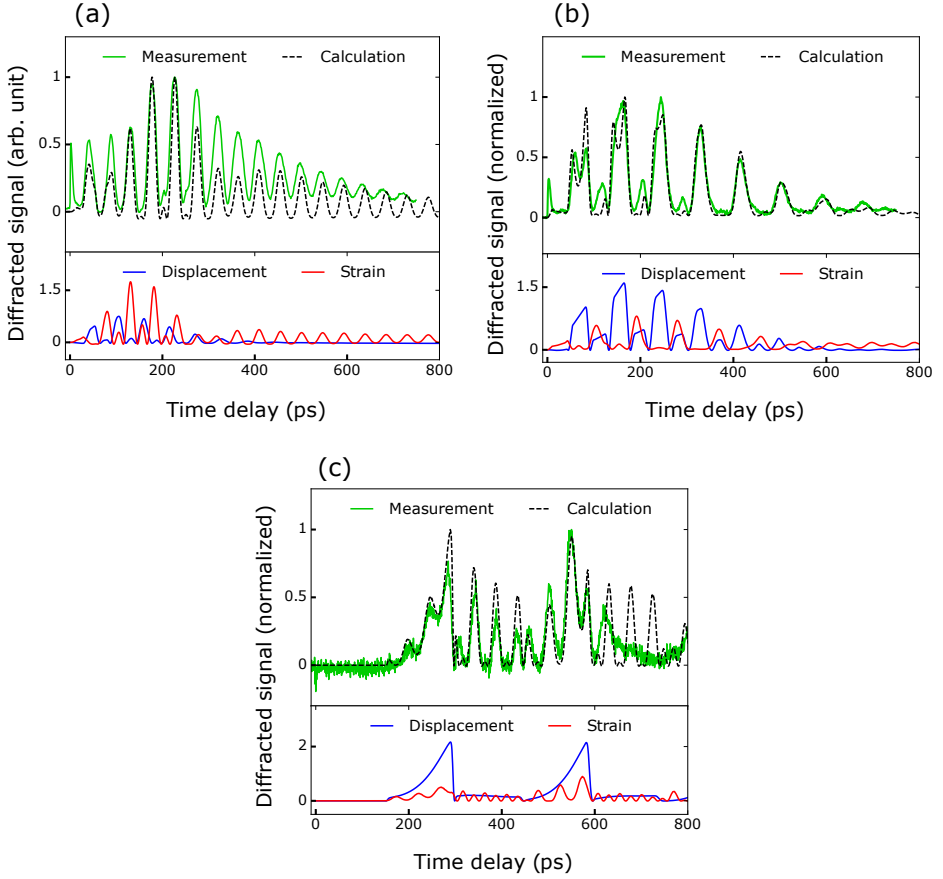 (a)
Measurement
Calculation
1
0.5
0
Diffracted signal (arb. unit)
Displacement
Strain
1.5
0
0
200
400
600
800
Time delay (ps)
(b)
Measurement
Calculation
1
0.5
0
Diffracted signal (normalized)
Displacement
Strain
1.5
0
0
200
400
600
800
Time delay (ps)
(c)
Measurement
Calculation
1
0.5
0
Diffracted signal (normalized)
Displacement
Strain
2
0
0
200
400
600
800
Time delay (ps)